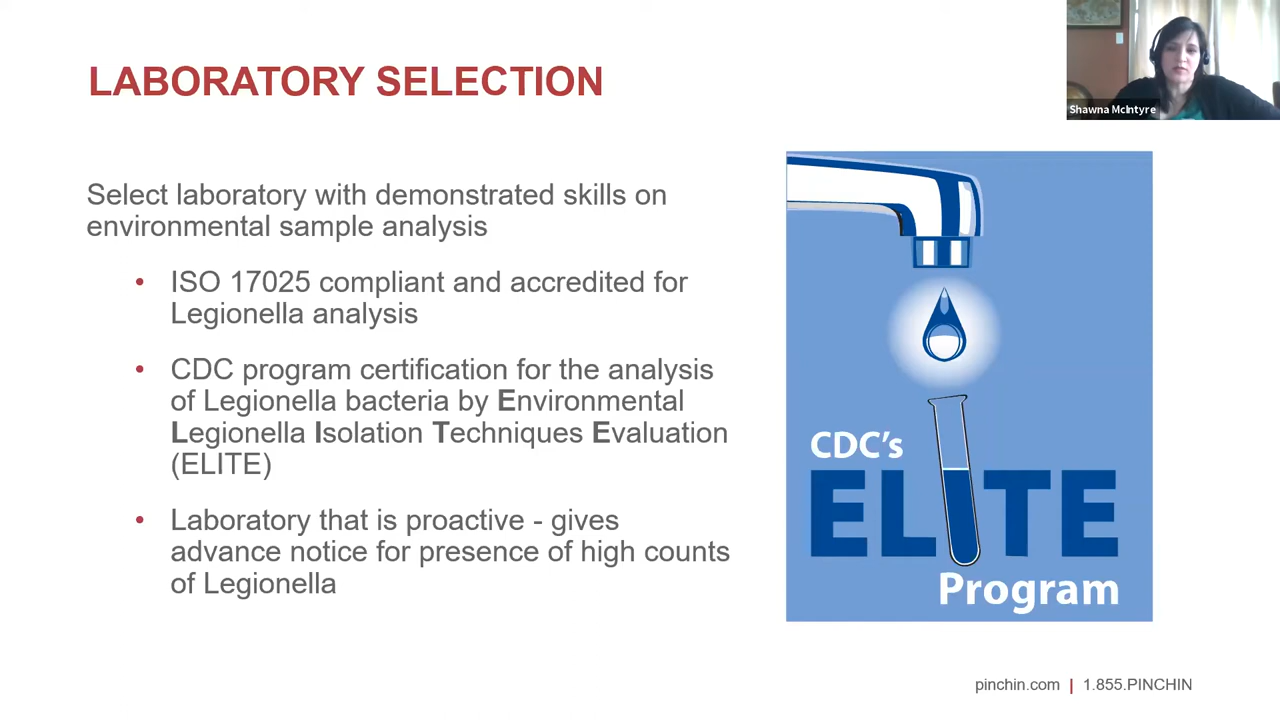 LABORATORY SELECTION
Shawna McIntyre
Select laboratory with demonstrated skills on
environmental sample analysis
• ISO 17025 compliant and accredited for
Legionella analysis
• CDC program certification for the analysis
of Legionella bacteria by Environmental
Legionella Isolation Techniques Evaluation
(ELITE)
• Laboratory that is proactive - gives
advance notice for presence of high counts
of Legionella
CDC's
ELITE
Program
pinchin.com | 1.855.PINCHIN